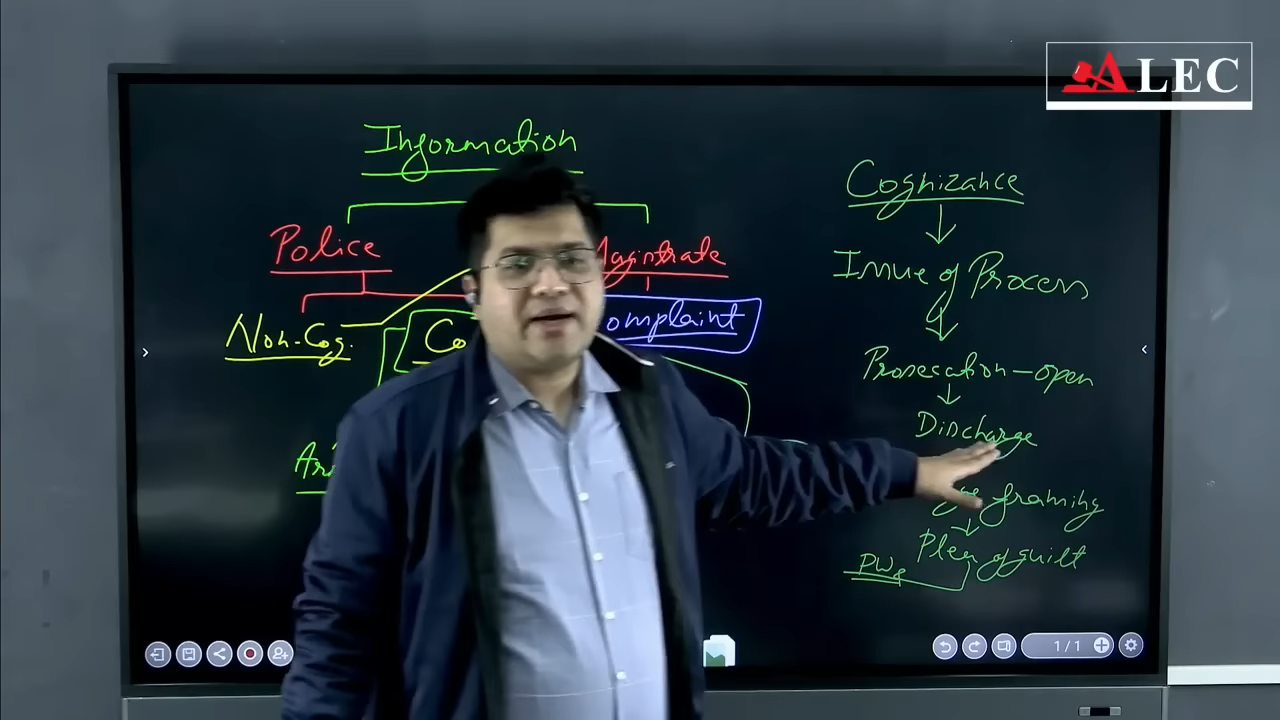 ALEC
Information
Police
Magistrate
Non-Cog.
Complaint
Cognizance
Issue of Process
Prosecution - open
Discharge
framing
Plea of guilt
PWs
1/1